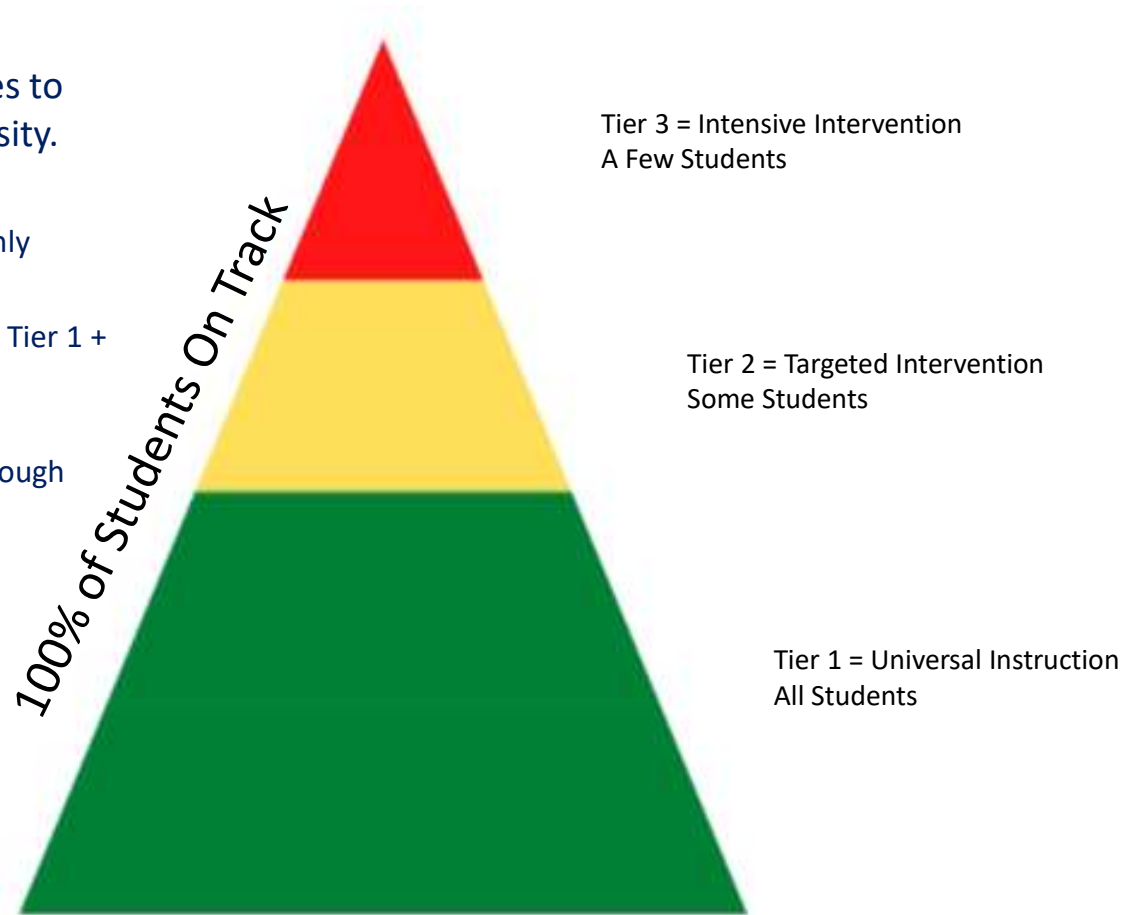 es to
sity.
nly
Tier 1 +
ough
100% of Students On Track
Tier 3 = Intensive Intervention
A Few Students
Tier 2 = Targeted Intervention
Some Students
Tier 1 = Universal Instruction
All Students